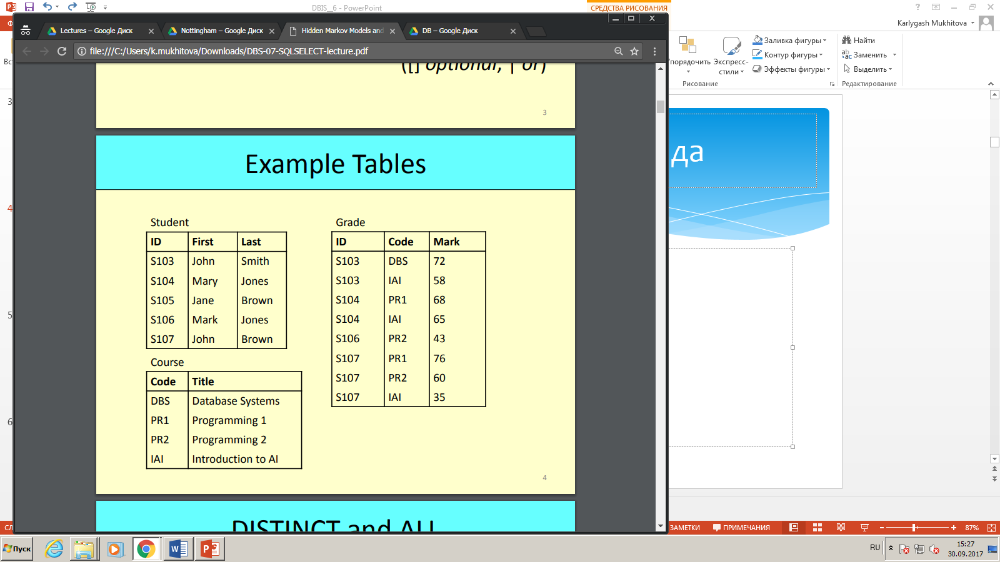 DBIS_6 - PowerPoint
СРЕДСТВА РИСОВАНИЯ
Karlygash Mukhitova
Lectures – Google Диск
Nottingham – Google Диск
Hidden Markov Models and
DB – Google Диск
file:///C:/Users/k.mukhitova/Downloads/DBS-07-SQLSELECT-lecture.pdf
Заливка фигуры
Контур фигуры
Эффекты фигуры
Экспресс-
стили
Рисование
Найти
Заменить
Выделить
Редактирование
([] optional, | or)
3
Example Tables
Student
ID First Last
S103 John Smith
S104 Mary Jones
S105 Jane Brown
S106 Mark Jones
S107 John Brown
Course
Code Title
DBS Database Systems
PR1 Programming 1
PR2 Programming 2
IAI Introduction to AI
Grade
ID Code Mark
S103 DBS 72
S103 IAI 58
S104 PR1 68
S104 IAI 65
S106 PR2 43
S107 PR1 76
S107 PR2 60
S107 IAI 35
4
DISTINCT and ALL
да
3
4
5
6
ЗАМЕТКИ
ПРИМЕЧАНИЯ
87%
Пуск
RU
15:27
30.09.2017